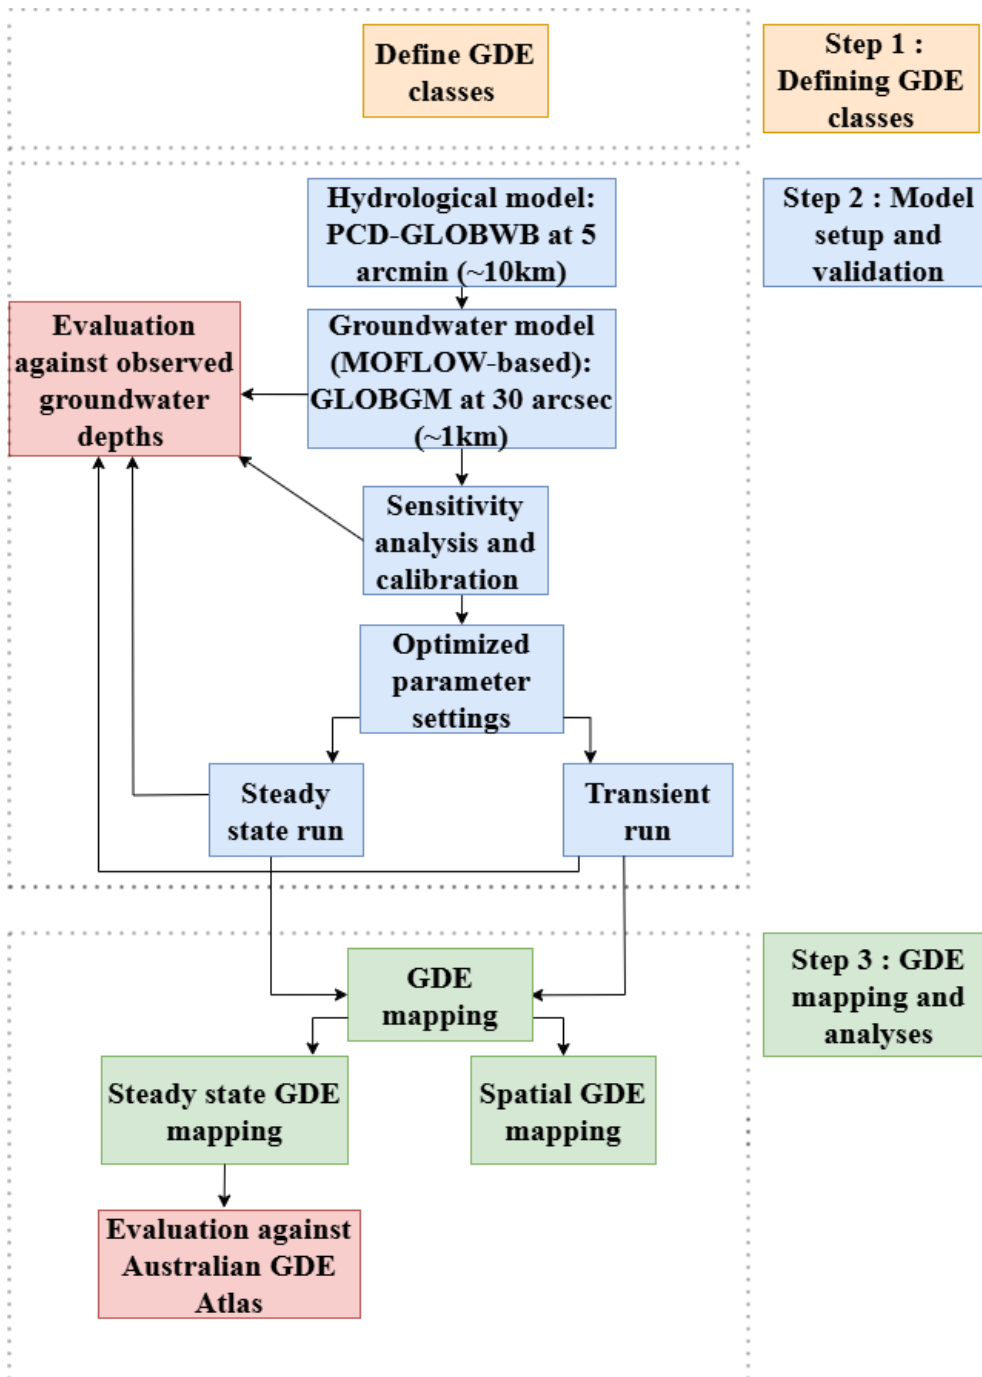 Define GDE
classes
Step 1 :
Defining GDE
classes
Hydrological model:
PCD-GLOBWB at 5
arcmin (~10km)
Step 2 : Model
setup and
validation
Evaluation
against observed
groundwater
depths
Groundwater model
(MOFLOW-based):
GLOBGM at 30 arcsec
(~1km)
Sensitivity
analysis and
calibration
Optimized
parameter
settings
Steady
state run
Transient
run
GDE
mapping
Step 3 : GDE
mapping and
analyses
Steady state GDE
mapping
Spatial GDE
mapping
Evaluation against
Australian GDE
Atlas